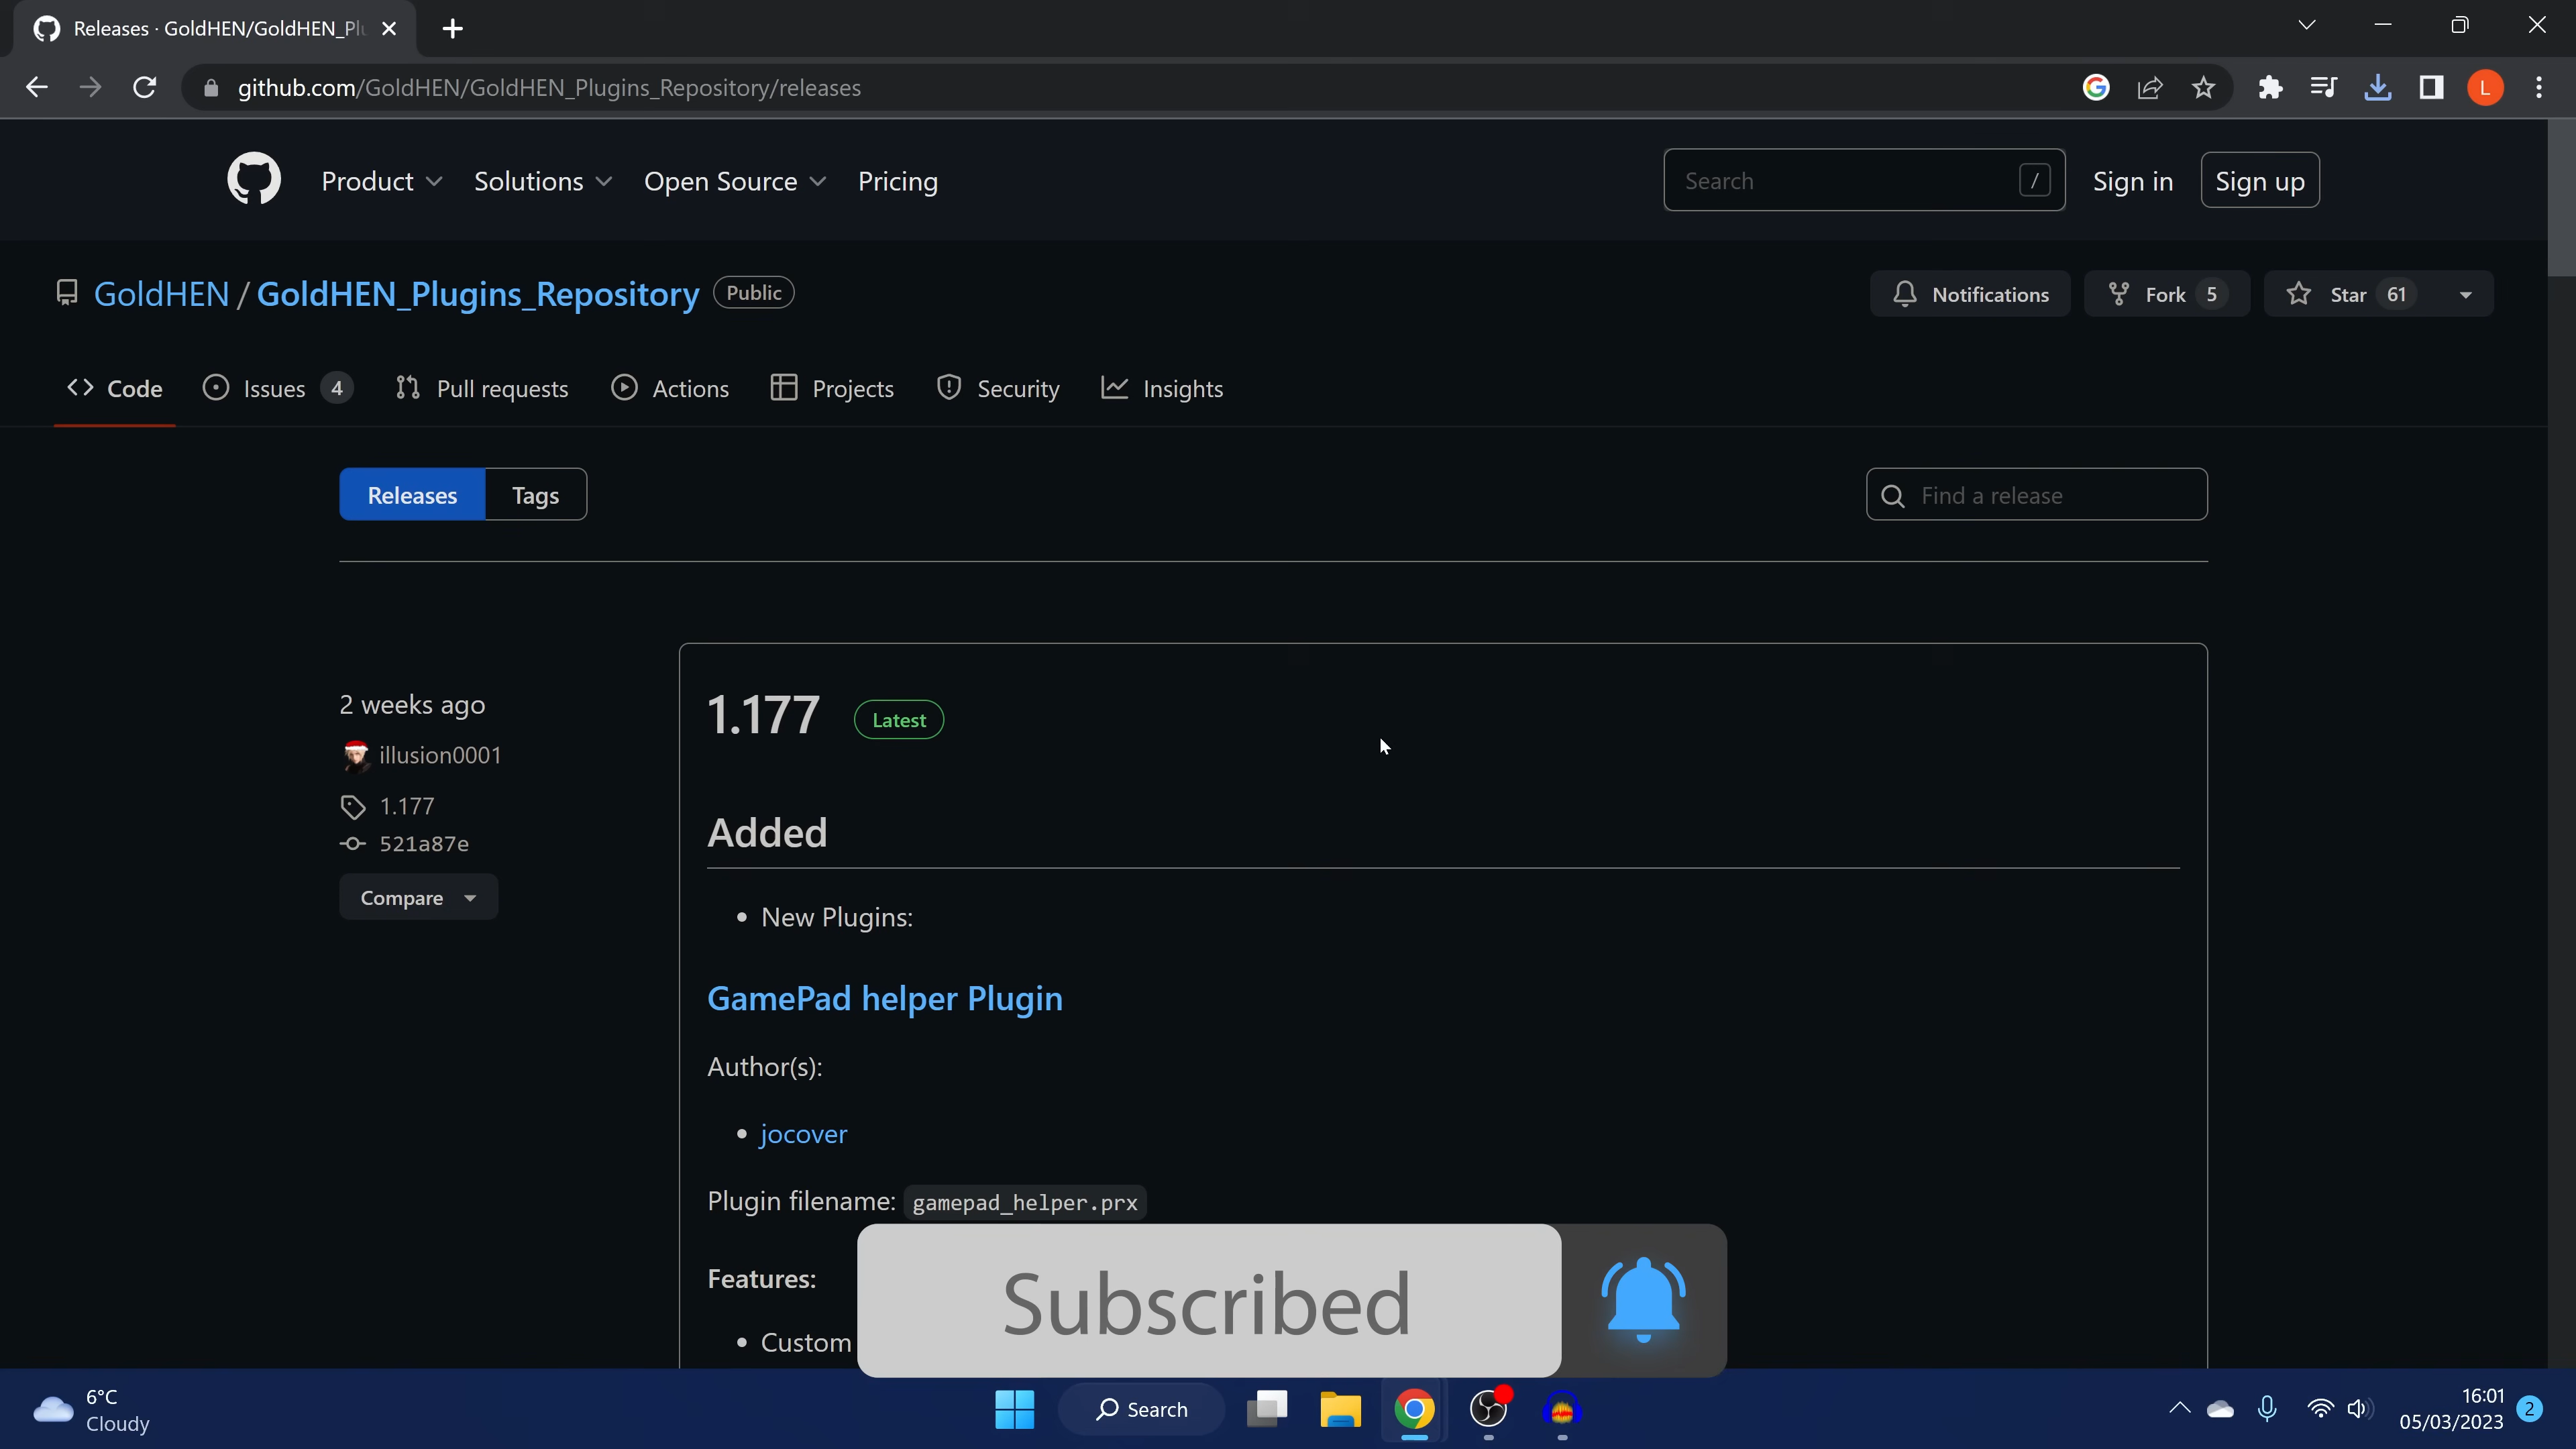 Releases · GoldHEN/GoldHEN_Pl
github.com/GoldHEN/GoldHEN_Plugins_Repository/releases
L
Product
Solutions
Open Source
Pricing
Search /
Sign in
Sign up
GoldHEN / GoldHEN_Plugins_Repository Public
Notifications
Fork 5
Star 61
Code
Issues 4
Pull requests
Actions
Projects
Security
Insights
Releases
Tags
Find a release
2 weeks ago
illusion0001
1.177
521a87e
Compare
1.177 Latest
Added
New Plugins:
GamePad helper Plugin
Author(s):
jocover
Plugin filename: gamepad_helper.prx
Features:
Custom
Subscribed
6°C
Cloudy
Search
16:01
05/03/2023
2